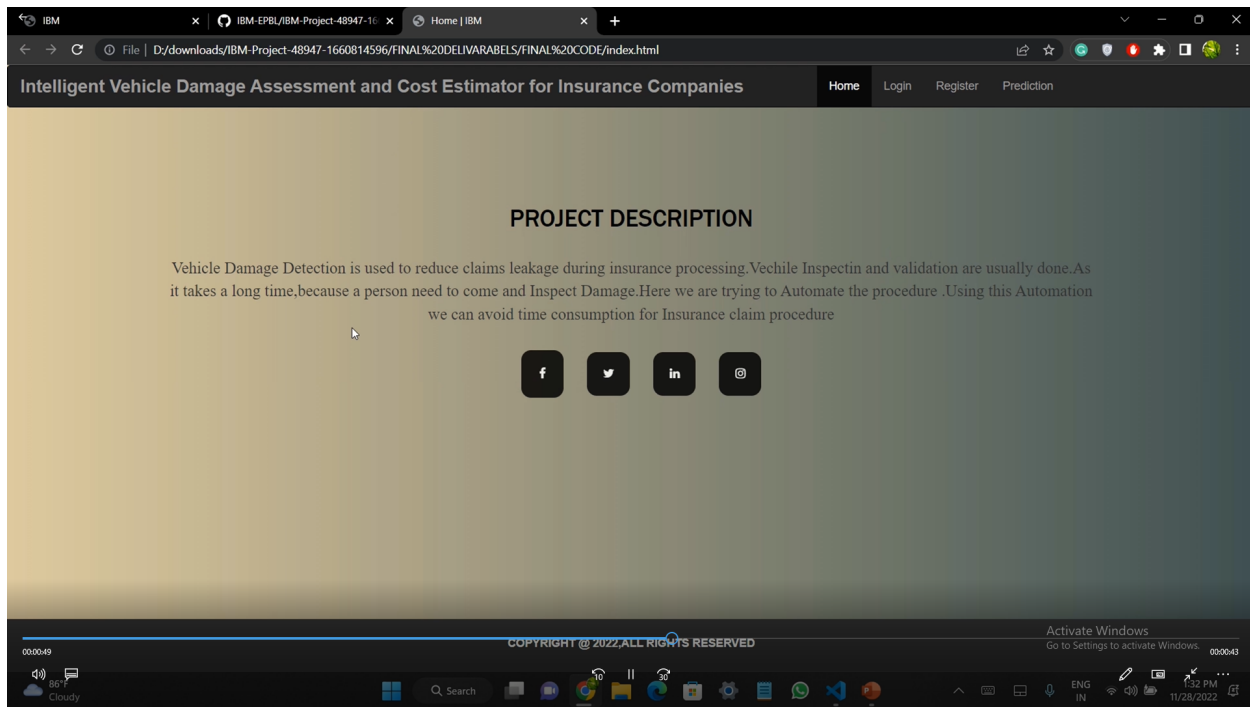 IBM
IBM-EPBL/IBM-Project-48947-16
Home | IBM
File | D:/downloads/IBM-Project-48947-1660814596/FINAL%20DELIVARABELS/FINAL%20CODE/index.html
Intelligent Vehicle Damage Assessment and Cost Estimator for Insurance Companies
Home Login Register Prediction
PROJECT DESCRIPTION
Vehicle Damage Detection is used to reduce claims leakage during insurance processing.Vechile Inspectin and validation are usually done.As
it takes a long time,because a person need to come and Inspect Damage.Here we are trying to Automate the procedure .Using this Automation
we can avoid time consumption for Insurance claim procedure
f
in
Activate Windows
COPYRIGHT @ 2022,ALL RIGHTS RESERVED
Go to Settings to activate Windows.
00:00:49
00:00:43
10
30
86°F
Cloudy
Search
ENG
IN
1:32 PM
11/28/2022